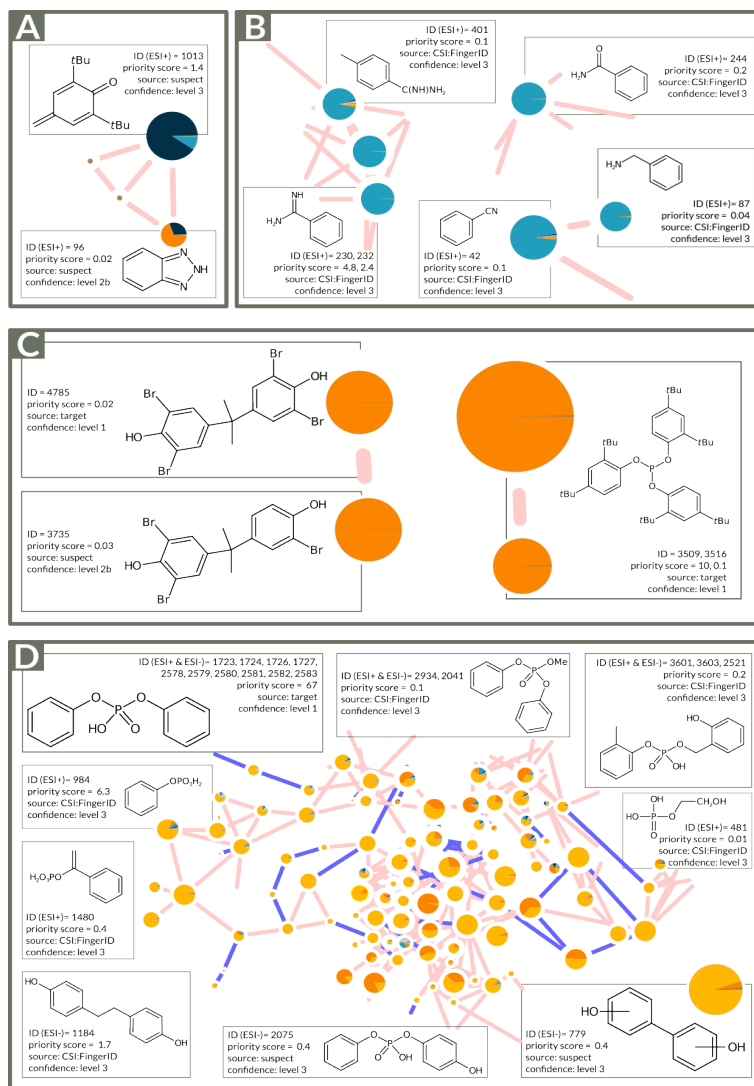 A
ID (ESI+) = 1013
priority score = 1.4
source: suspect
confidence: level 3
tBu
O
tBu
ID (ESI+) = 96
priority score = 0.02
source: suspect
confidence: level 2b
N
NH
N
B
ID (ESI+) = 401
priority score = 0.1
source: CSI:FingerID
confidence: level 3
C(NH)NH₂
ID (ESI+) = 244
priority score = 0.2
source: CSI:FingerID
confidence: level 3
O
H₂N
NH
H₂N
ID (ESI+) = 230, 232
priority score = 4.8, 2.4
source: CSI:FingerID
confidence: level 3
CN
ID (ESI+) = 42
priority score = 0.1
source: CSI:FingerID
confidence: level 3
H₂N
ID (ESI+) = 87
priority score = 0.04
source: CSI:FingerID
confidence: level 3
C
ID = 4785
priority score = 0.02
source: target
confidence: level 1
Br
OH
Br
HO
Br
Br
ID = 3735
priority score = 0.03
source: suspect
confidence: level 2b
OH
Br
Br
HO
Br
tBu
tBu
tBu
O
P
O
O
tBu
tBu
tBu
ID = 3509, 3516
priority score = 10, 0.1
source: target
confidence: level 1
D
ID (ESI+ & ESI-)= 1723, 1724, 1726, 1727,
2578, 2579, 2580, 2581, 2582, 2583
priority score = 67
source: target
confidence: level 1
O
O
P
HO
O
ID (ESI+ & ESI-)= 2934, 2041
priority score = 0.1
source: CSI:FingerID
confidence: level 3
O
OMe
P
O
O
ID (ESI+ & ESI-)= 3601, 3603, 2521
priority score = 0.2
source: CSI:FingerID
confidence: level 3
OH
O
O
P
O
OH
ID (ESI+) = 984
priority score = 6.3
source: CSI:FingerID
confidence: level 3
OPO₃H₂
OH
CH₂OH
HO
P
O
O
ID (ESI+) = 481
priority score = 0.01
source: CSI:FingerID
confidence: level 3
H₂O₃P
O
ID (ESI+) = 1480
priority score = 0.4
source: CSI:FingerID
confidence: level 3
HO
OH
ID (ESI-) = 1184
priority score = 1.7
source: CSI:FingerID
confidence: level 3
ID (ESI-) = 2075
priority score = 0.4
source: suspect
confidence: level 3
O
O
P
O
OH
OH
ID (ESI-) = 779
priority score = 0.4
source: suspect
confidence: level 3
HO
OH